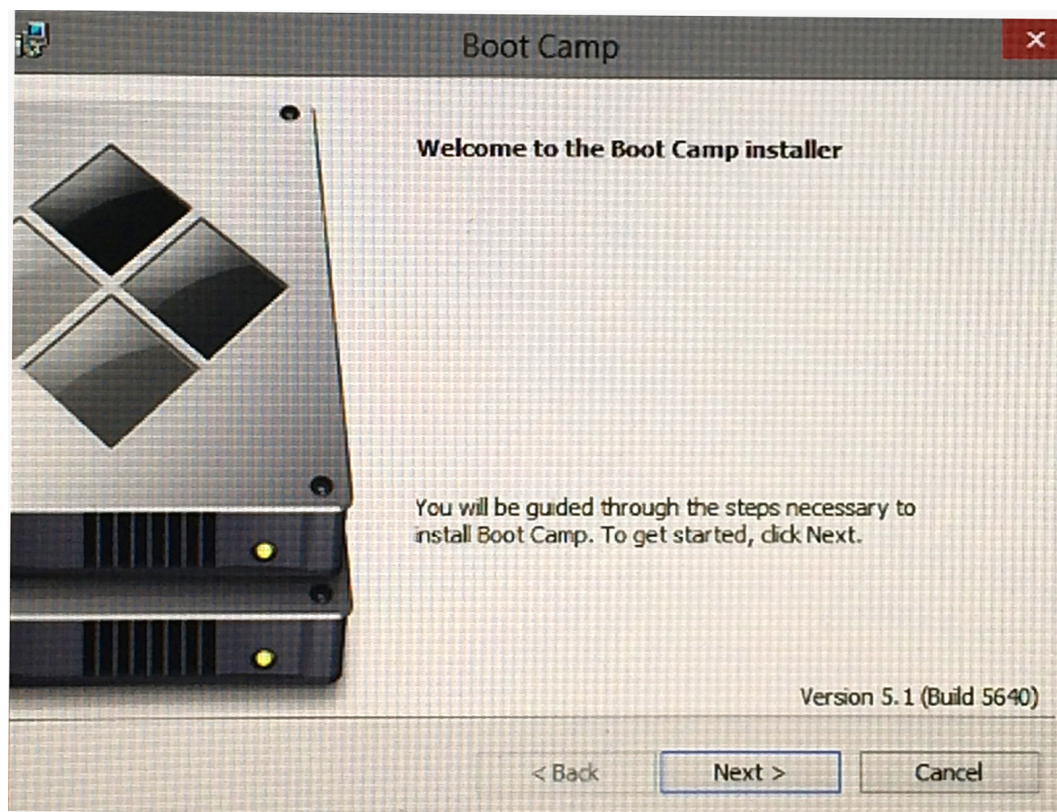 Boot Camp
Welcome to the Boot Camp installer
You will be guided through the steps necessary to
install Boot Camp. To get started, click Next.
Version 5.1 (Build 5640)
< Back Next > Cancel